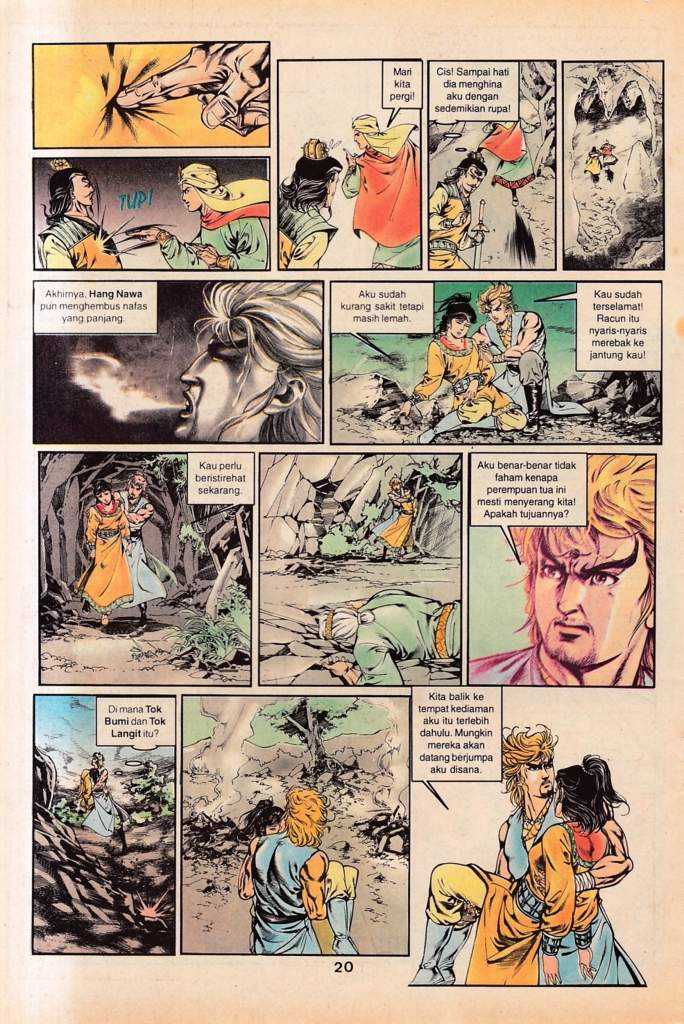 TUP!
Mari
kita
pergi!
Cis! Sampai hati
dia menghina
aku dengan
sedemikian rupa!
Akhirnya, Hang Nawa
pun menghembus nafas
yang panjang.
Aku sudah
kurang sakit tetapi
masih lemah.
Kau sudah
terselamat!
Racun itu
nyaris-nyaris
merebak ke
jantung kau!
Kau perlu
beristirehat
sekarang.
Aku benar-benar tidak
faham kenapa
perempuan tua ini
mesti menyerang kita!
Apakah tujuannya?
Di mana Tok
Bumi dan Tok
Langit itu?
Kita balik ke
tempat kediaman
aku itu terlebih
dahulu. Mungkin
mereka akan
datang berjumpa
aku disana.
20